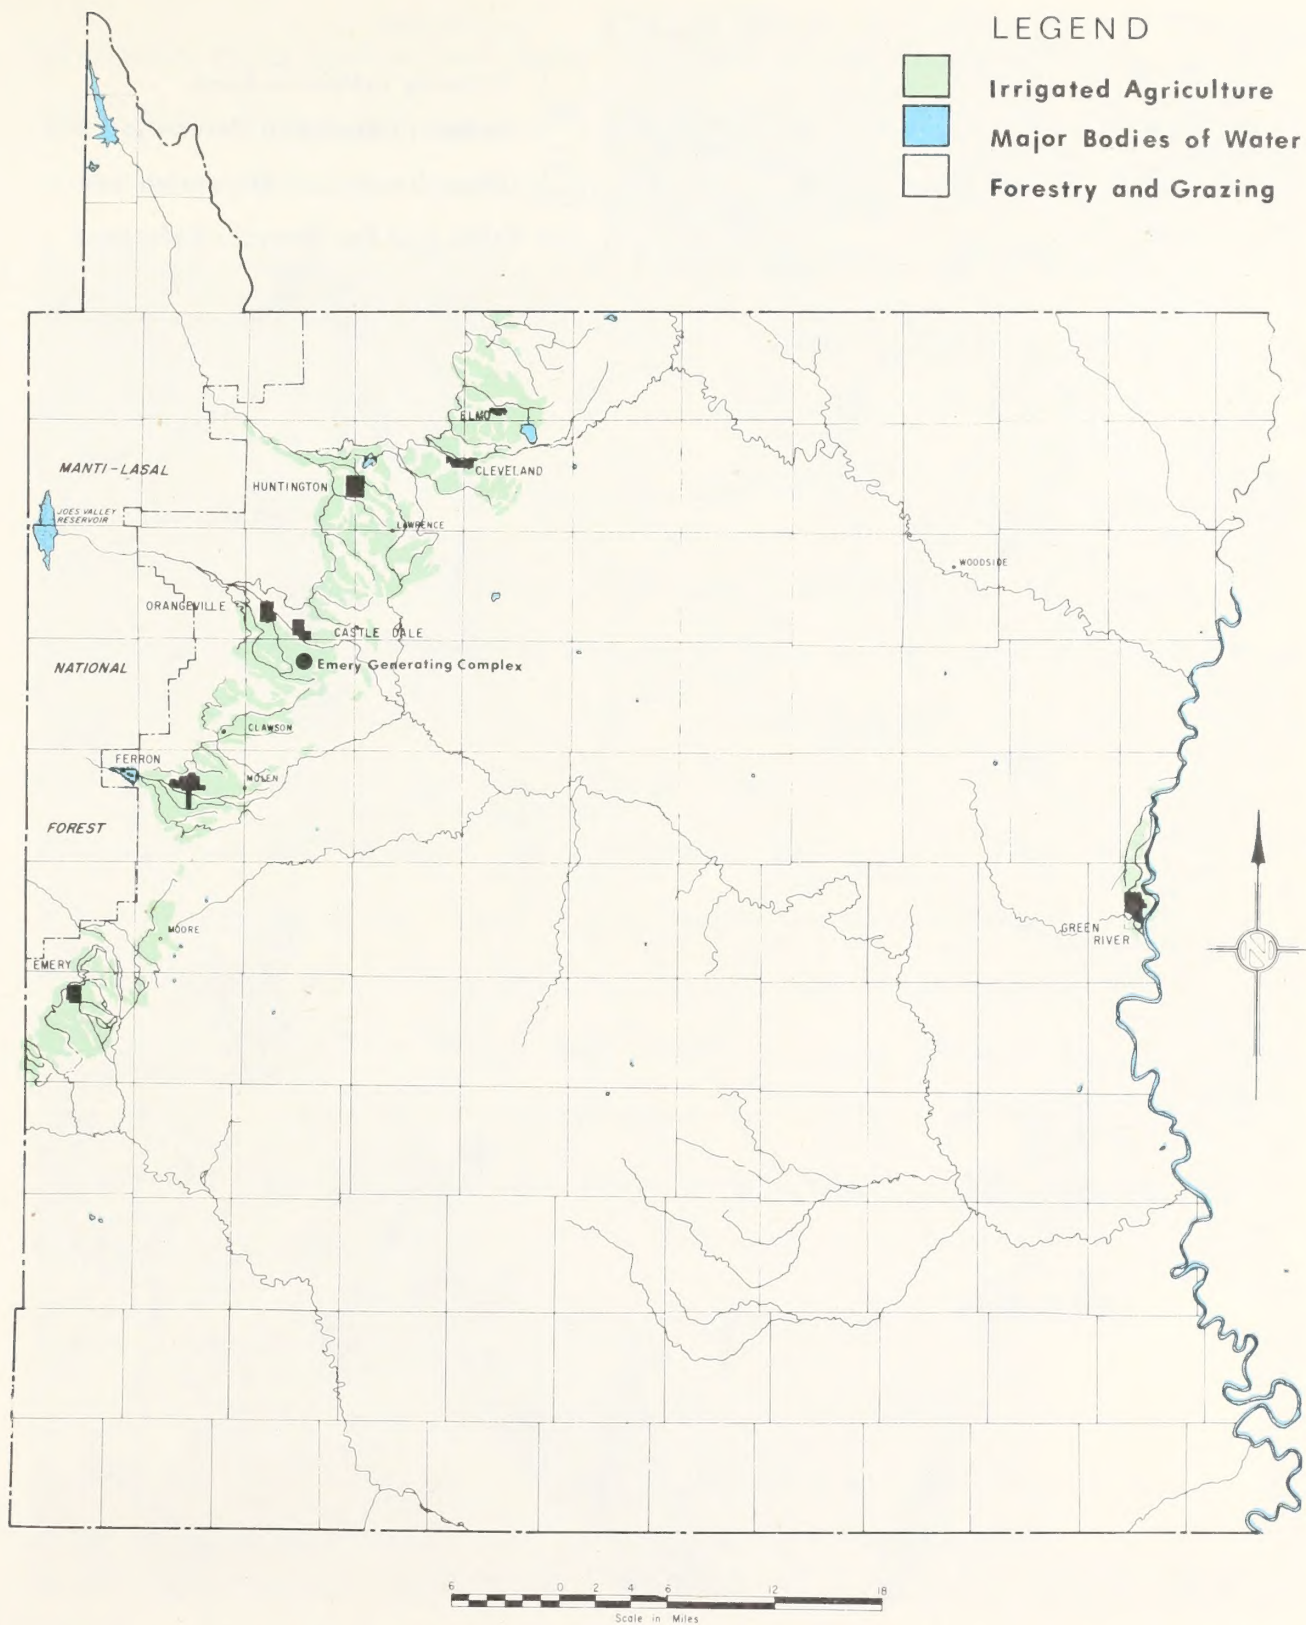 LEGEND
Irrigated Agriculture
Major Bodies of Water
Forestry and Grazing
ELMO
CLEVELAND
MANTI-LASAL
HUNTINGTON
JOES VALLEY
RESERVOIR
LAWRENCE
WOODSIDE
ORANGEVILLE
CASTLE DALE
NATIONAL
Emery Generating Complex
CLAWSON
FERRON
MOLEN
FOREST
MOORE
GREEN
RIVER
N
EMERY
6 0 2 4 6 12 18
Scale in Miles